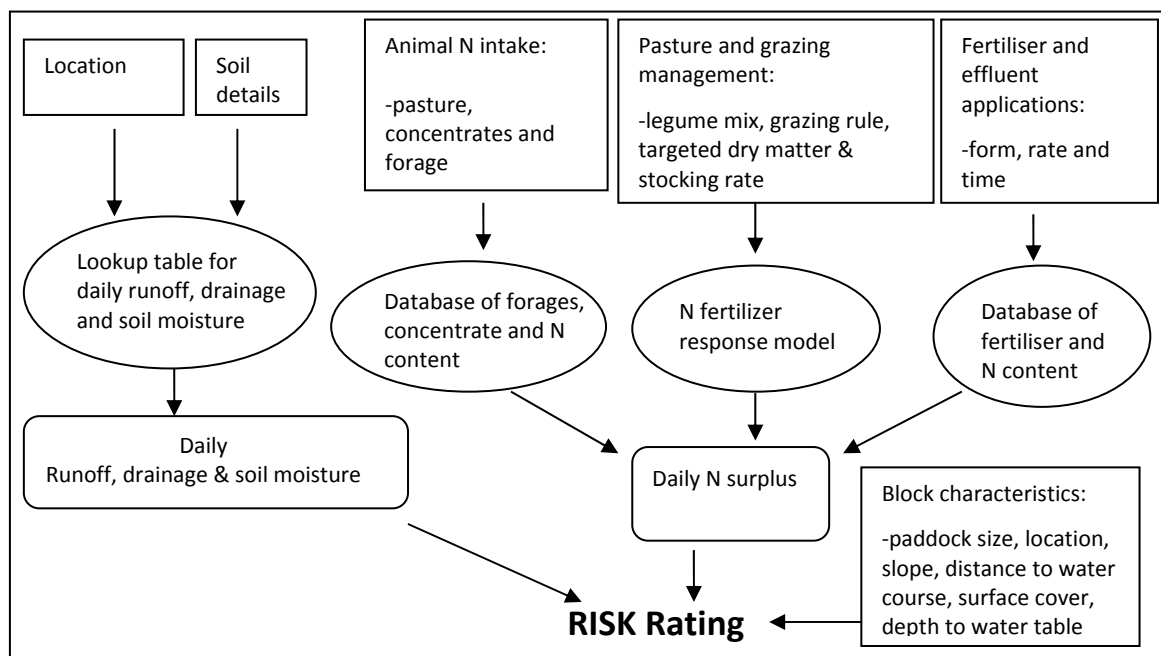 Location
Soil
details
Animal N intake:
-pasture,
concentrates and
forage
Pasture and grazing
management:
-legume mix, grazing rule,
targeted dry matter &
stocking rate
Fertiliser and
effluent
applications:
-form, rate and
time
Lookup table for
daily runoff, drainage
and soil moisture
Database of forages,
concentrate and N
content
N fertilizer
response model
Database of
fertiliser and
N content
Daily
Runoff, drainage & soil moisture
Daily N surplus
Block characteristics:
-paddock size, location,
slope, distance to water
course, surface cover,
depth to water table
RISK Rating